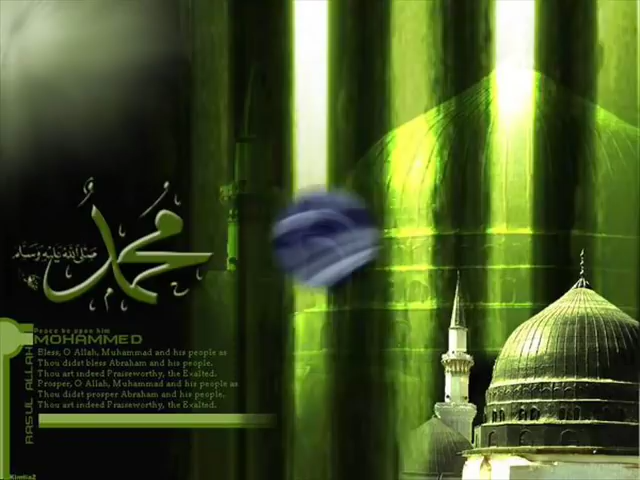 محمد
صلى الله عليه وسلم
Peace be upon him
MOHAMMED
RASUL ALLAH
Bless, O Allah, Muhammad and his people as
Thou didst bless Abraham and his people.
Thou art indeed Praiseworthy, the Exalted.
Prosper, O Allah, Muhammad and his people as
Thou didst prosper Abraham and his people,
Thou art indeed Praiseworthy, the Exalted.